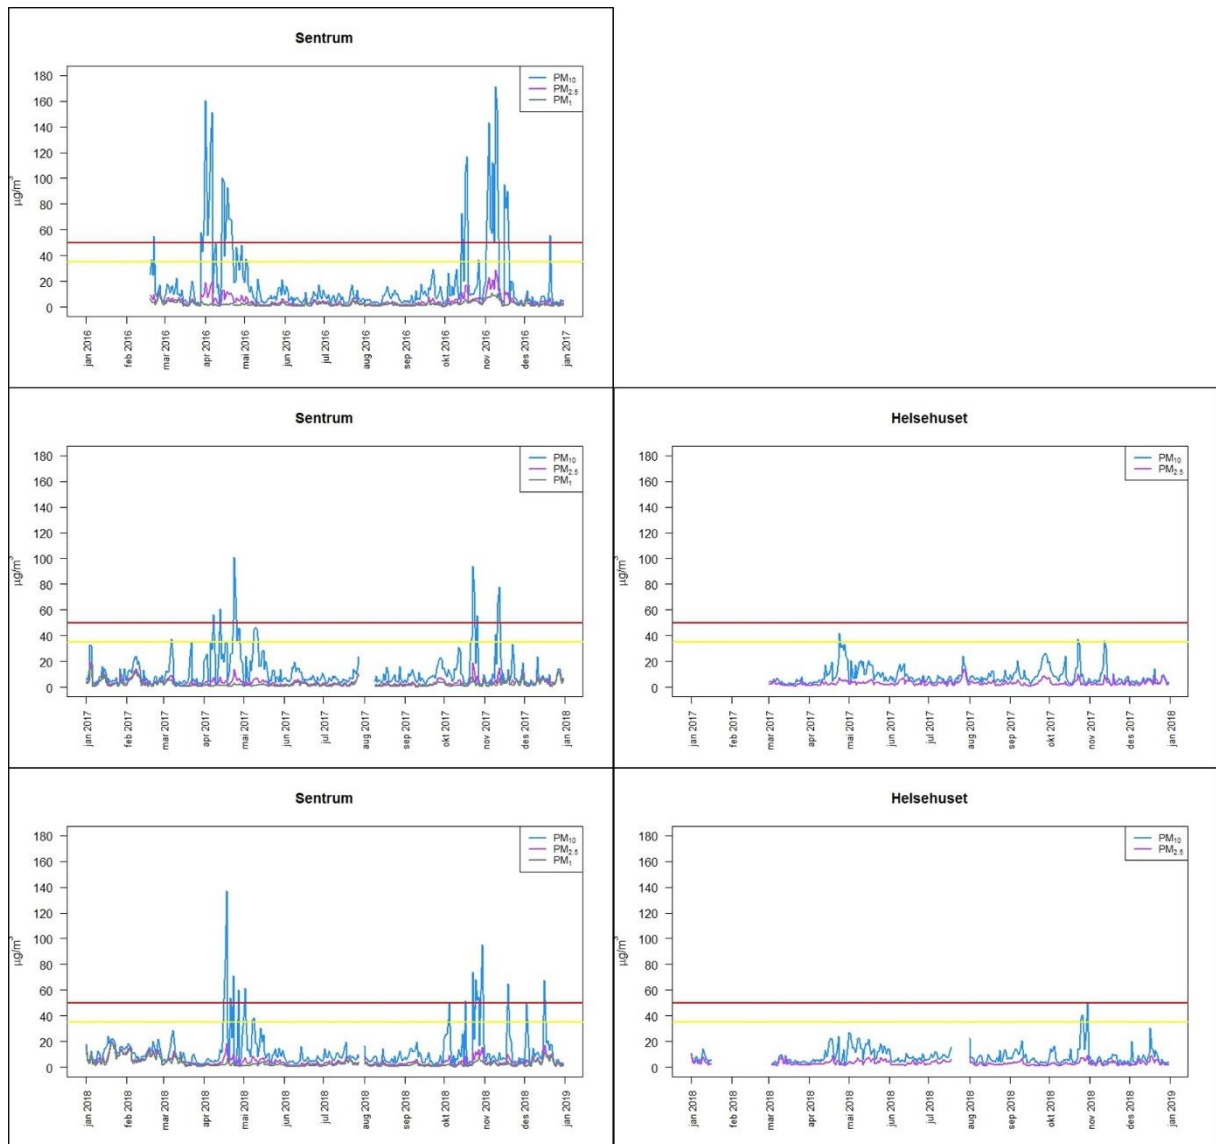 Sentrum
PM10
PM2.5
PM1
µg/m³
180
160
140
120
100
80
60
40
20
0
jan 2016
feb 2016
mar 2016
apr 2016
mai 2016
jun 2016
jul 2016
aug 2016
sep 2016
okt 2016
nov 2016
des 2016
jan 2017
Sentrum
PM10
PM2.5
PM1
µg/m³
180
160
140
120
100
80
60
40
20
0
jan 2017
feb 2017
mar 2017
apr 2017
mai 2017
jun 2017
jul 2017
aug 2017
sep 2017
okt 2017
nov 2017
des 2017
jan 2018
Helsehuset
PM10
PM2.5
µg/m³
180
160
140
120
100
80
60
40
20
0
jan 2017
feb 2017
mar 2017
apr 2017
mai 2017
jun 2017
jul 2017
aug 2017
sep 2017
okt 2017
nov 2017
des 2017
jan 2018
Sentrum
PM10
PM2.5
PM1
µg/m³
180
160
140
120
100
80
60
40
20
0
jan 2018
feb 2018
mar 2018
apr 2018
mai 2018
jun 2018
jul 2018
aug 2018
sep 2018
okt 2018
nov 2018
des 2018
jan 2019
Helsehuset
PM10
PM2.5
µg/m³
180
160
140
120
100
80
60
40
20
0
jan 2018
feb 2018
mar 2018
apr 2018
mai 2018
jun 2018
jul 2018
aug 2018
sep 2018
okt 2018
nov 2018
des 2018
jan 2019